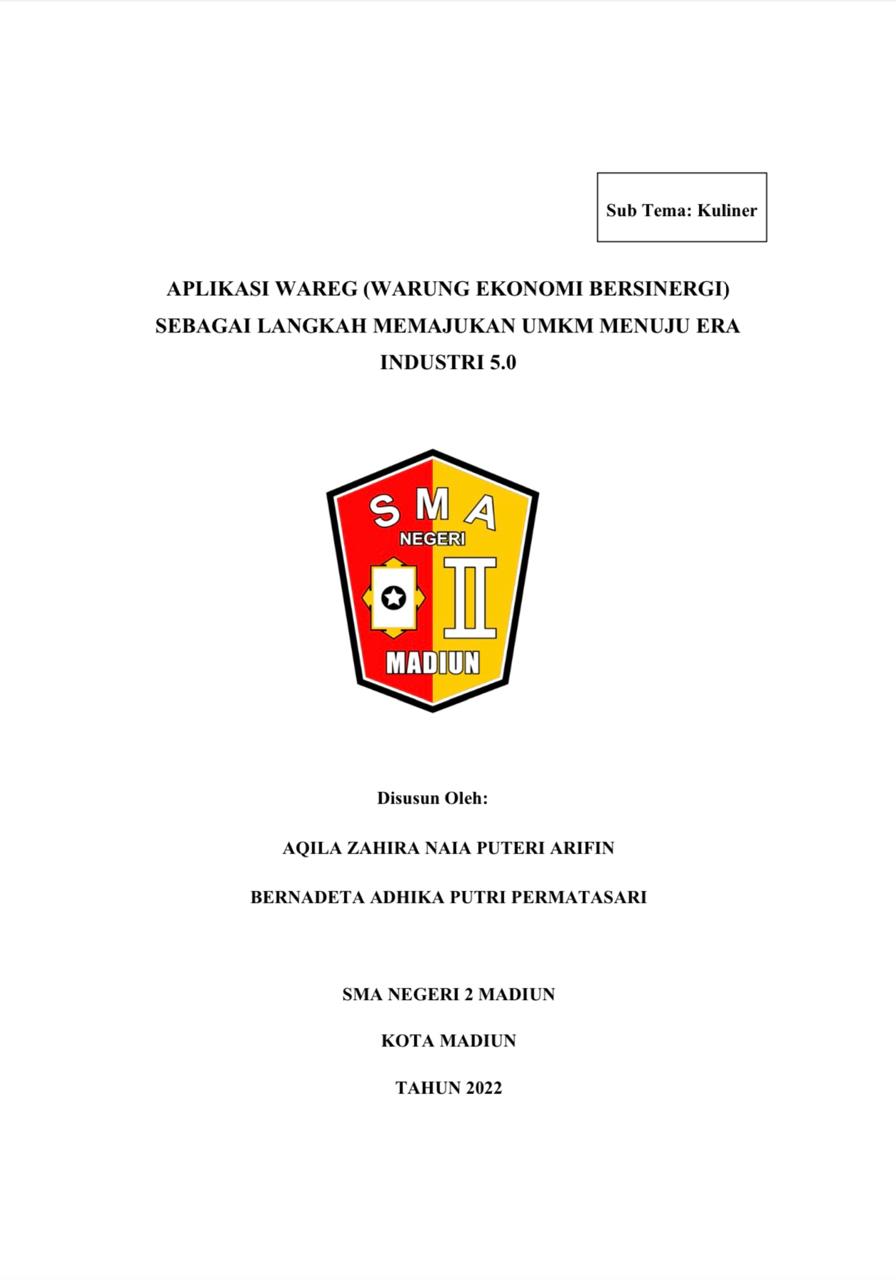 Sub Tema: Kuliner
APLIKASI WAREG (WARUNG EKONOMI BERSINERGI)
SEBAGAI LANGKAH MEMAJUKAN UMKM MENUJU ERA
INDUSTRI 5.0
SMA
NEGERI
II
MADIUN
Disusun Oleh:
AQILA ZAHIRA NAIA PUTERI ARIFIN
BERNADETA ADHIKA PUTRI PERMATASARI
SMA NEGERI 2 MADIUN
KOTA MADIUN
TAHUN 2022